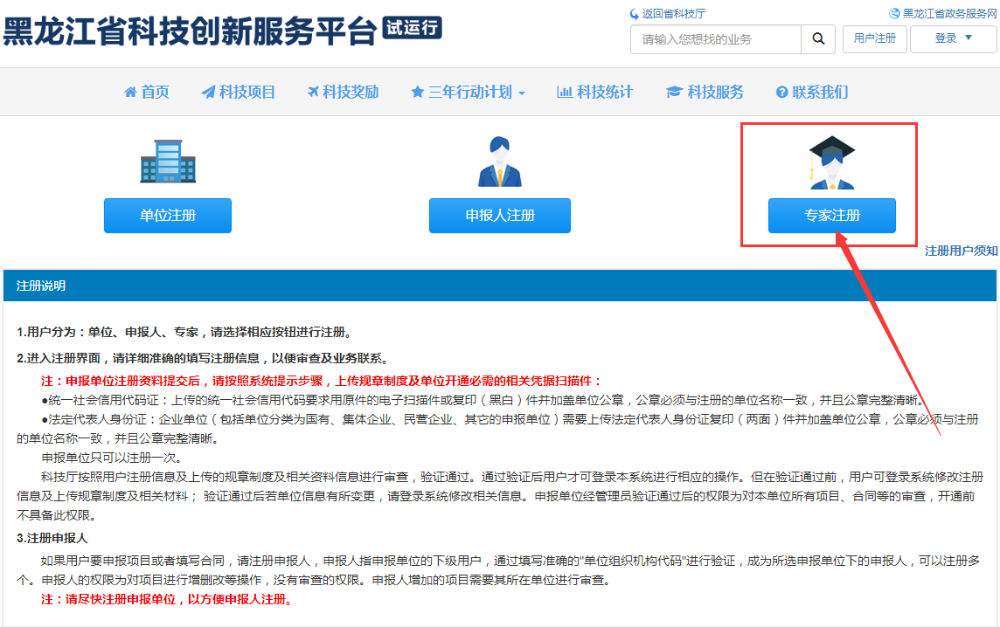 黑龙江省科技创新服务平台 试运行
返回省科技厅
黑龙江省政务服务网
请输入您想找的业务
用户注册
登录
首页
科技项目
科技奖励
三年行动计划
科技统计
科技服务
联系我们
单位注册
申报人注册
专家注册
注册用户须知
注册说明
1.用户分为：单位、申报人、专家，请选择相应按钮进行注册。
2.进入注册界面，请详细准确的填写注册信息，以便审查及业务联系。
注：申报单位注册资料提交后，请按照系统提示步骤，上传规章制度及单位开通必需的相关凭据扫描件：
●统一社会信用代码证：上传的统一社会信用代码要求用原件的电子扫描件或复印（黑白）件并加盖单位公章，公章必须与注册的单位名称一致，并且公章完整清晰。
●法定代表人身份证：企业单位（包括单位分类为国有、集体企业、民营企业、其它的申报单位）需要上传法定代表人身份证复印（两面）件并加盖单位公章，公章必须与注册
的单位名称一致，并且公章完整清晰。
申报单位只可以注册一次。
科技厅按照用户注册信息及上传的规章制度及相关资料信息进行审查，验证通过。通过验证后用户才可登录本系统进行相应的操作。但在验证通过前，用户可登录系统修改注册
信息及上传规章制度及相关材料； 验证通过后若单位信息有所变更，请登录系统修改相关信息。申报单位经管理员验证通过后的权限为对本单位所有项目、合同等的审查，开通前
不具备此权限。
3.注册申报人
如果用户要申报项目或者填写合同，请注册申报人，申报人指申报单位的下级用户，通过填写准确的"单位组织机构代码"进行验证，成为所选申报单位下的申报人，可以注册多
个。申报人的权限为对项目进行增删改等操作，没有审查的权限。申报人增加的项目需要其所在单位进行审查。
注：请尽快注册申报单位，以方便申报人注册。